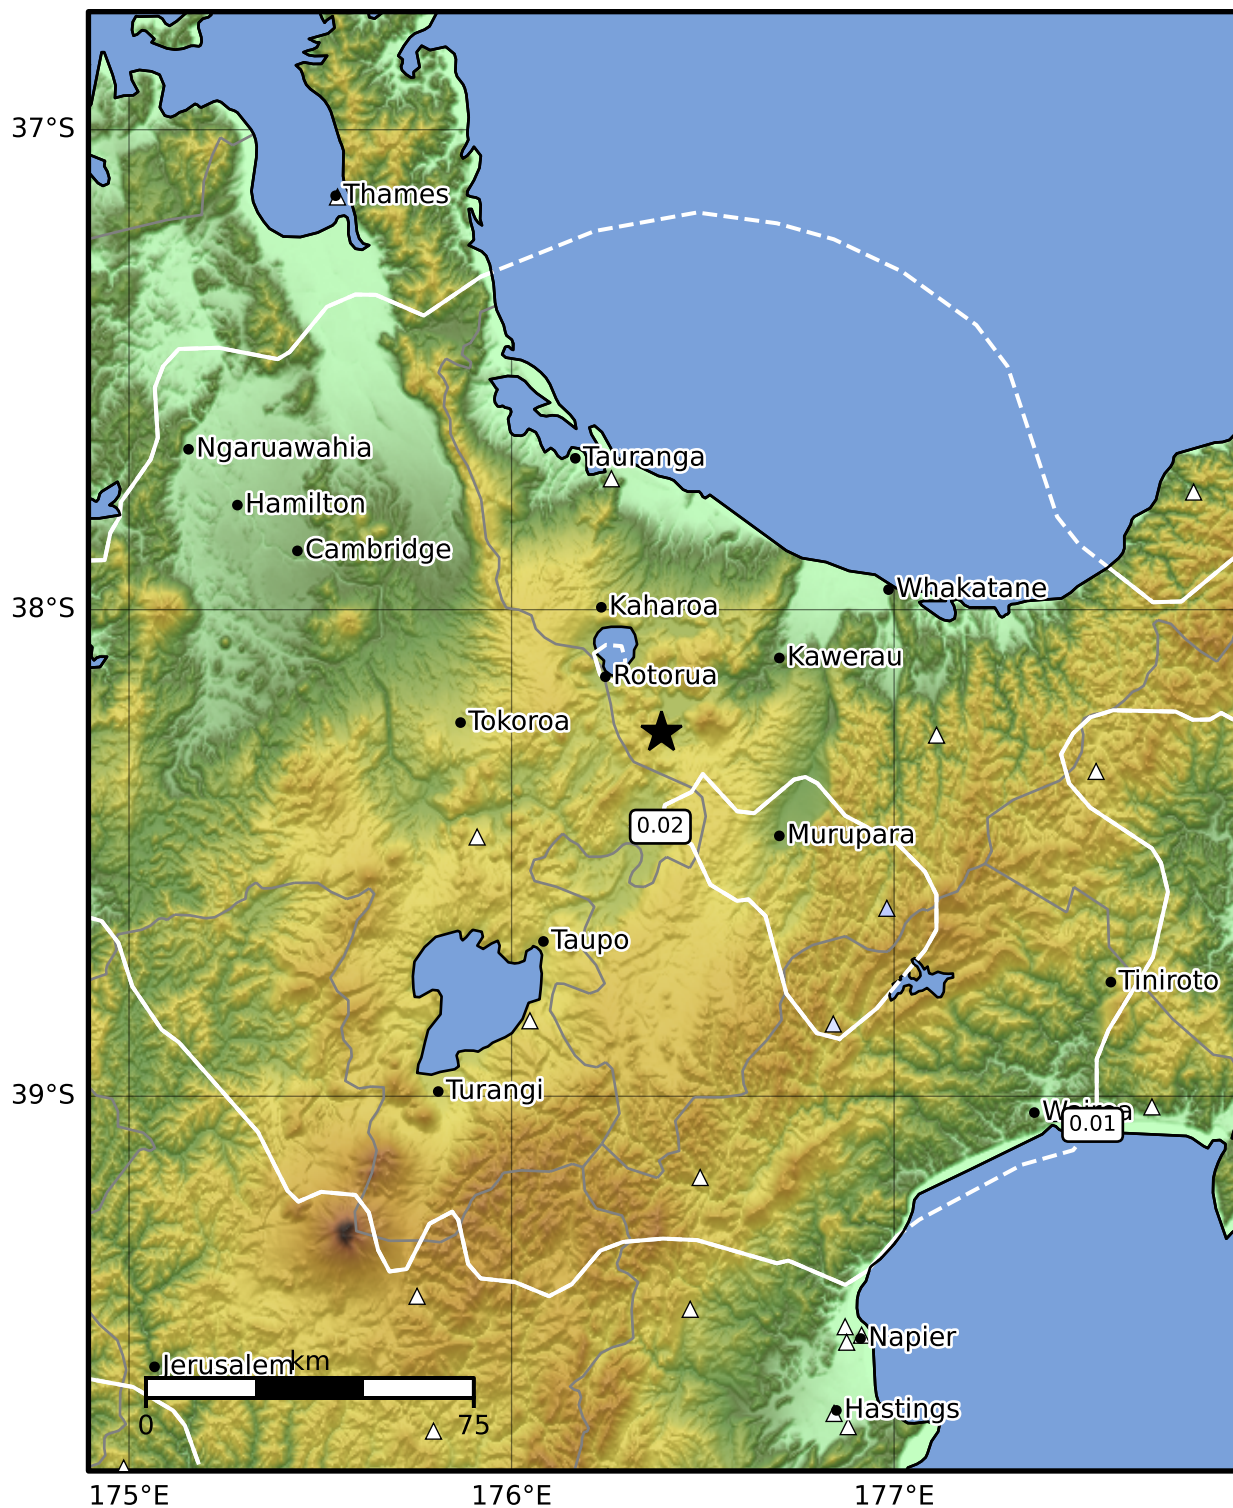 37°S
Thames
Ngaruawahia
Tauranga
Hamilton
Cambridge
Whakatane
38°S
Kaharoa
Kawerau
Rotorua
Tokoroa
0.02
Murupara
Taupo
Tiniroto
Turangi
39°S
Wairoa
0.01
Napier
Jerusalem
km
Hastings
0 75
175°E 176°E 177°E